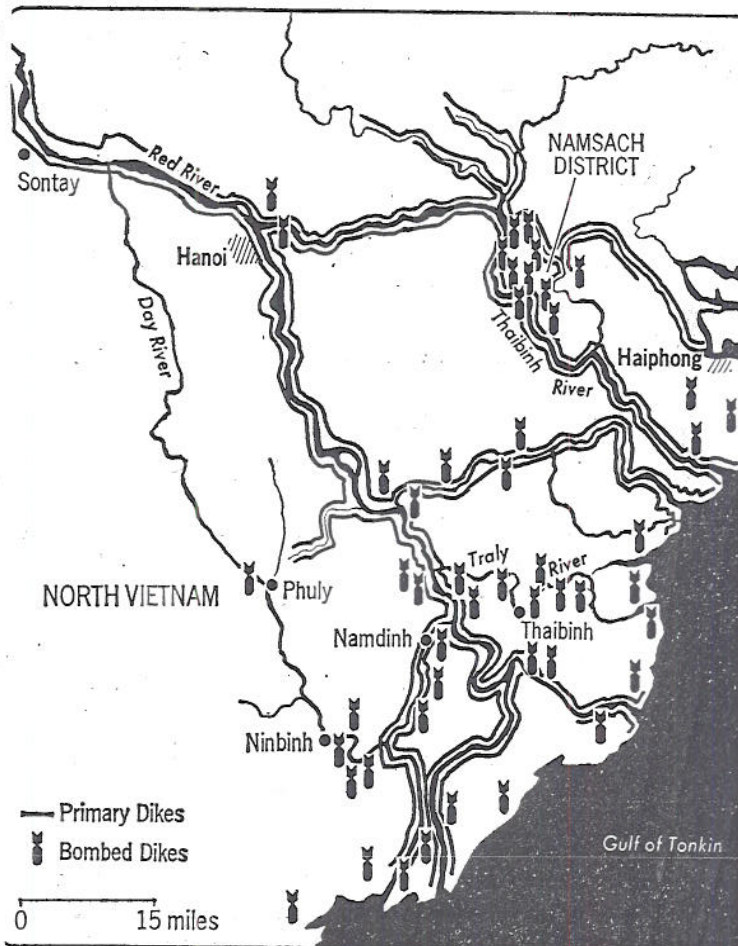 NAMSACH
DISTRICT
Red River
Sontay
Hanoi
Day River
Thaibinh
River
Haiphong
Traly
River
NORTH VIETNAM
Phuly
Thaibinh
Namdinh
Ninbinh
Primary Dikes
Bombed Dikes
Gulf of Tonkin
0
15 miles